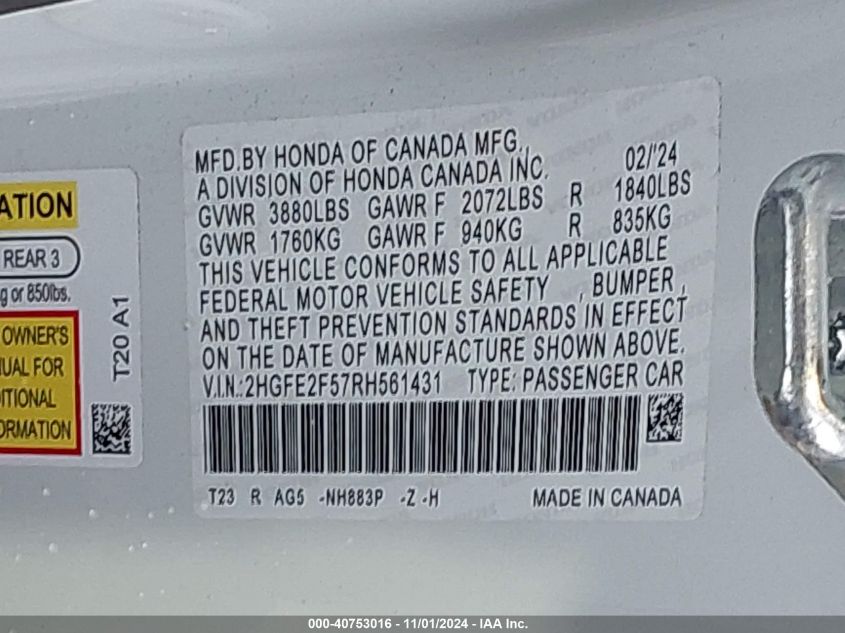 ATION
REAR 3
g or 850lbs.
OWNER'S
UAL FOR
ITIONAL
ORMATION
T20 A1
MFD.BY HONDA OF CANADA MFG., 02/'24
A DIVISION OF HONDA CANADA INC.
GVWR 3880LBS GAWR F 2072LBS R 1840LBS
GVWR 1760KG GAWR F 940KG R 835KG
THIS VEHICLE CONFORMS TO ALL APPLICABLE
FEDERAL MOTOR VEHICLE SAFETY , BUMPER ,
AND THEFT PREVENTION STANDARDS IN EFFECT
ON THE DATE OF MANUFACTURE SHOWN ABOVE.
V.I.N.:2HGFE2F57RH561431 TYPE: PASSENGER CAR
T23 R AG5 -NH883P -Z -H MADE IN CANADA
000-40753016 - 11/01/2024 - IAA Inc.